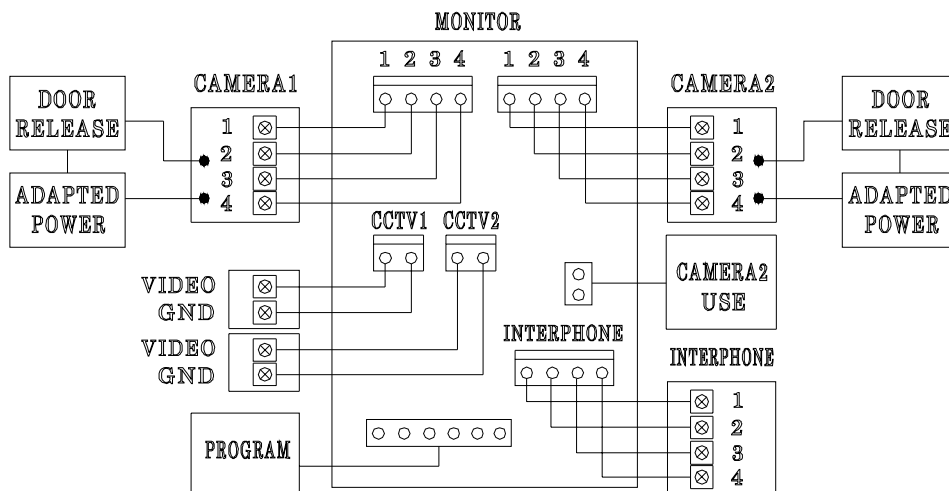 MONITOR
1 2 3 4
1 2 3 4
CAMERA1
1
2
3
4
DOOR
RELEASE
ADAPTED
POWER
CAMERA2
1
2
3
4
DOOR
RELEASE
ADAPTED
POWER
CCTV1
CCTV2
VIDEO
GND
VIDEO
GND
CAMERA2
USE
INTERPHONE
INTERPHONE
1
2
3
4
PROGRAM